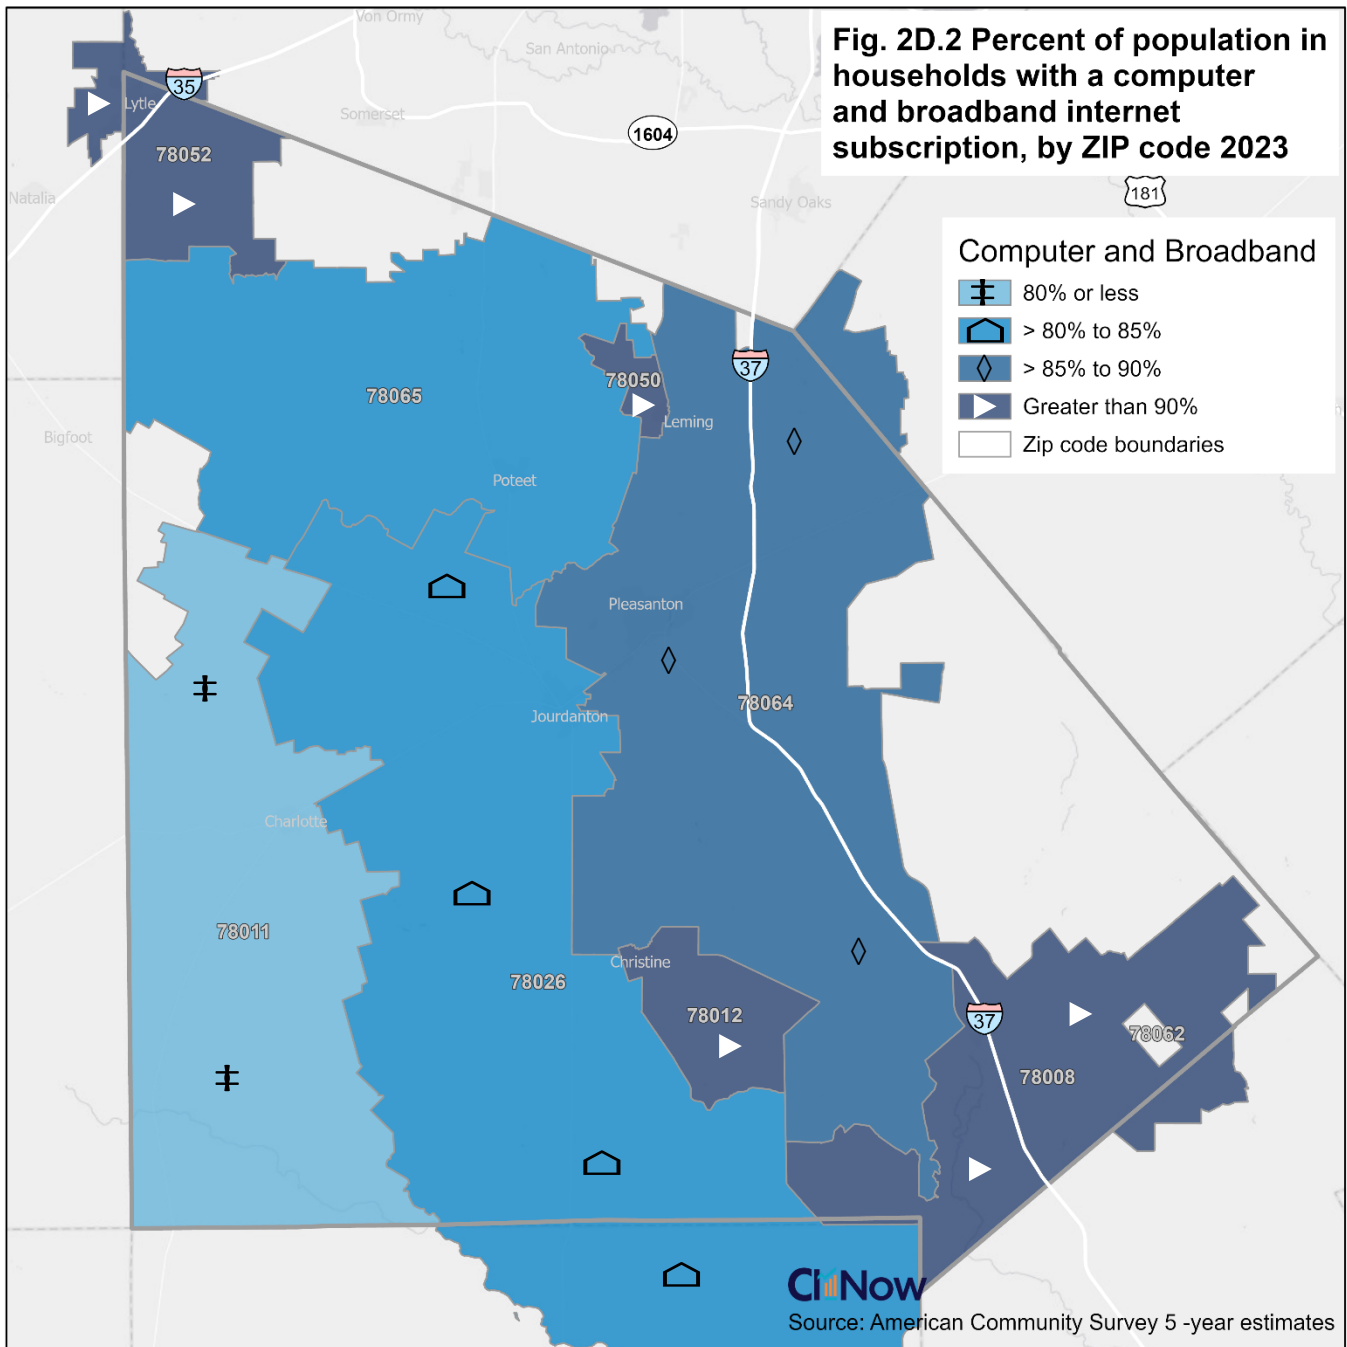 Fig. 2D.2 Percent of population in
households with a computer
and broadband internet
subscription, by ZIP code 2023
Von Ormy
San Antonio
35
Lytle
Somerset
1604
78052
Natalia
Sandy Oaks
181
Computer and Broadband
80% or less
> 80% to 85%
> 85% to 90%
Greater than 90%
Zip code boundaries
37
78050
78065
Leming
Bigfoot
Poteet
Pleasanton
78064
Jourdanton
Charlotte
78011
Christine
78026
78012
37
78062
78008
CINow
Source: American Community Survey 5 -year estimates